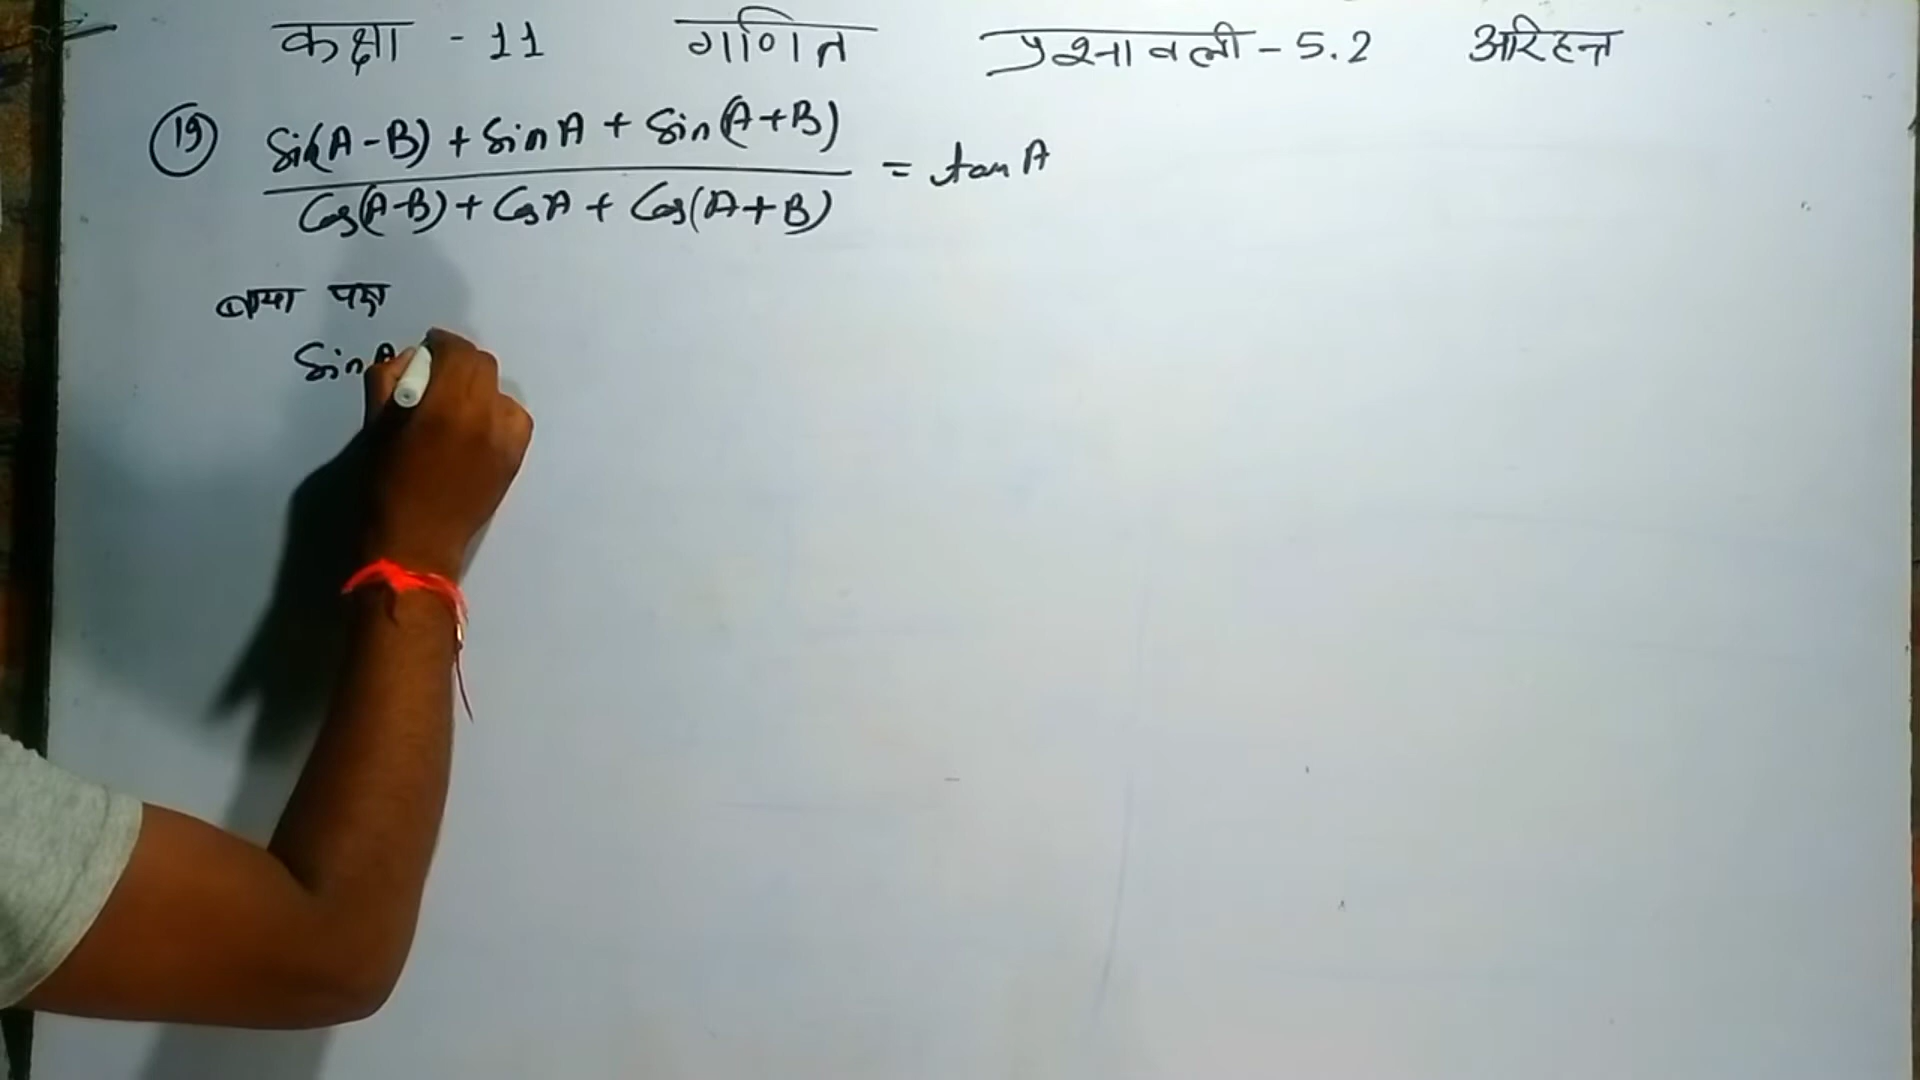 कक्षा - 11 गणित प्रश्नावली - 5.2 अरिहन्त
(19) Sin(A-B) + Sin A + Sin(A+B)
Cos(A-B) + Cos A + Cos(A+B)
= tan A
बाया पक्ष
Sin A